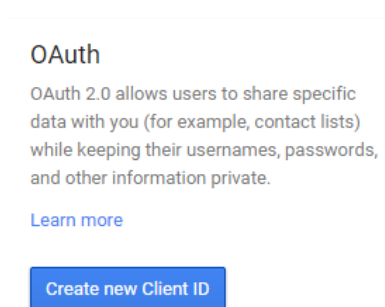 OAuth
OAuth 2.0 allows users to share specific
data with you (for example, contact lists)
while keeping their usernames, passwords,
and other information private.
Learn more
Create new Client ID